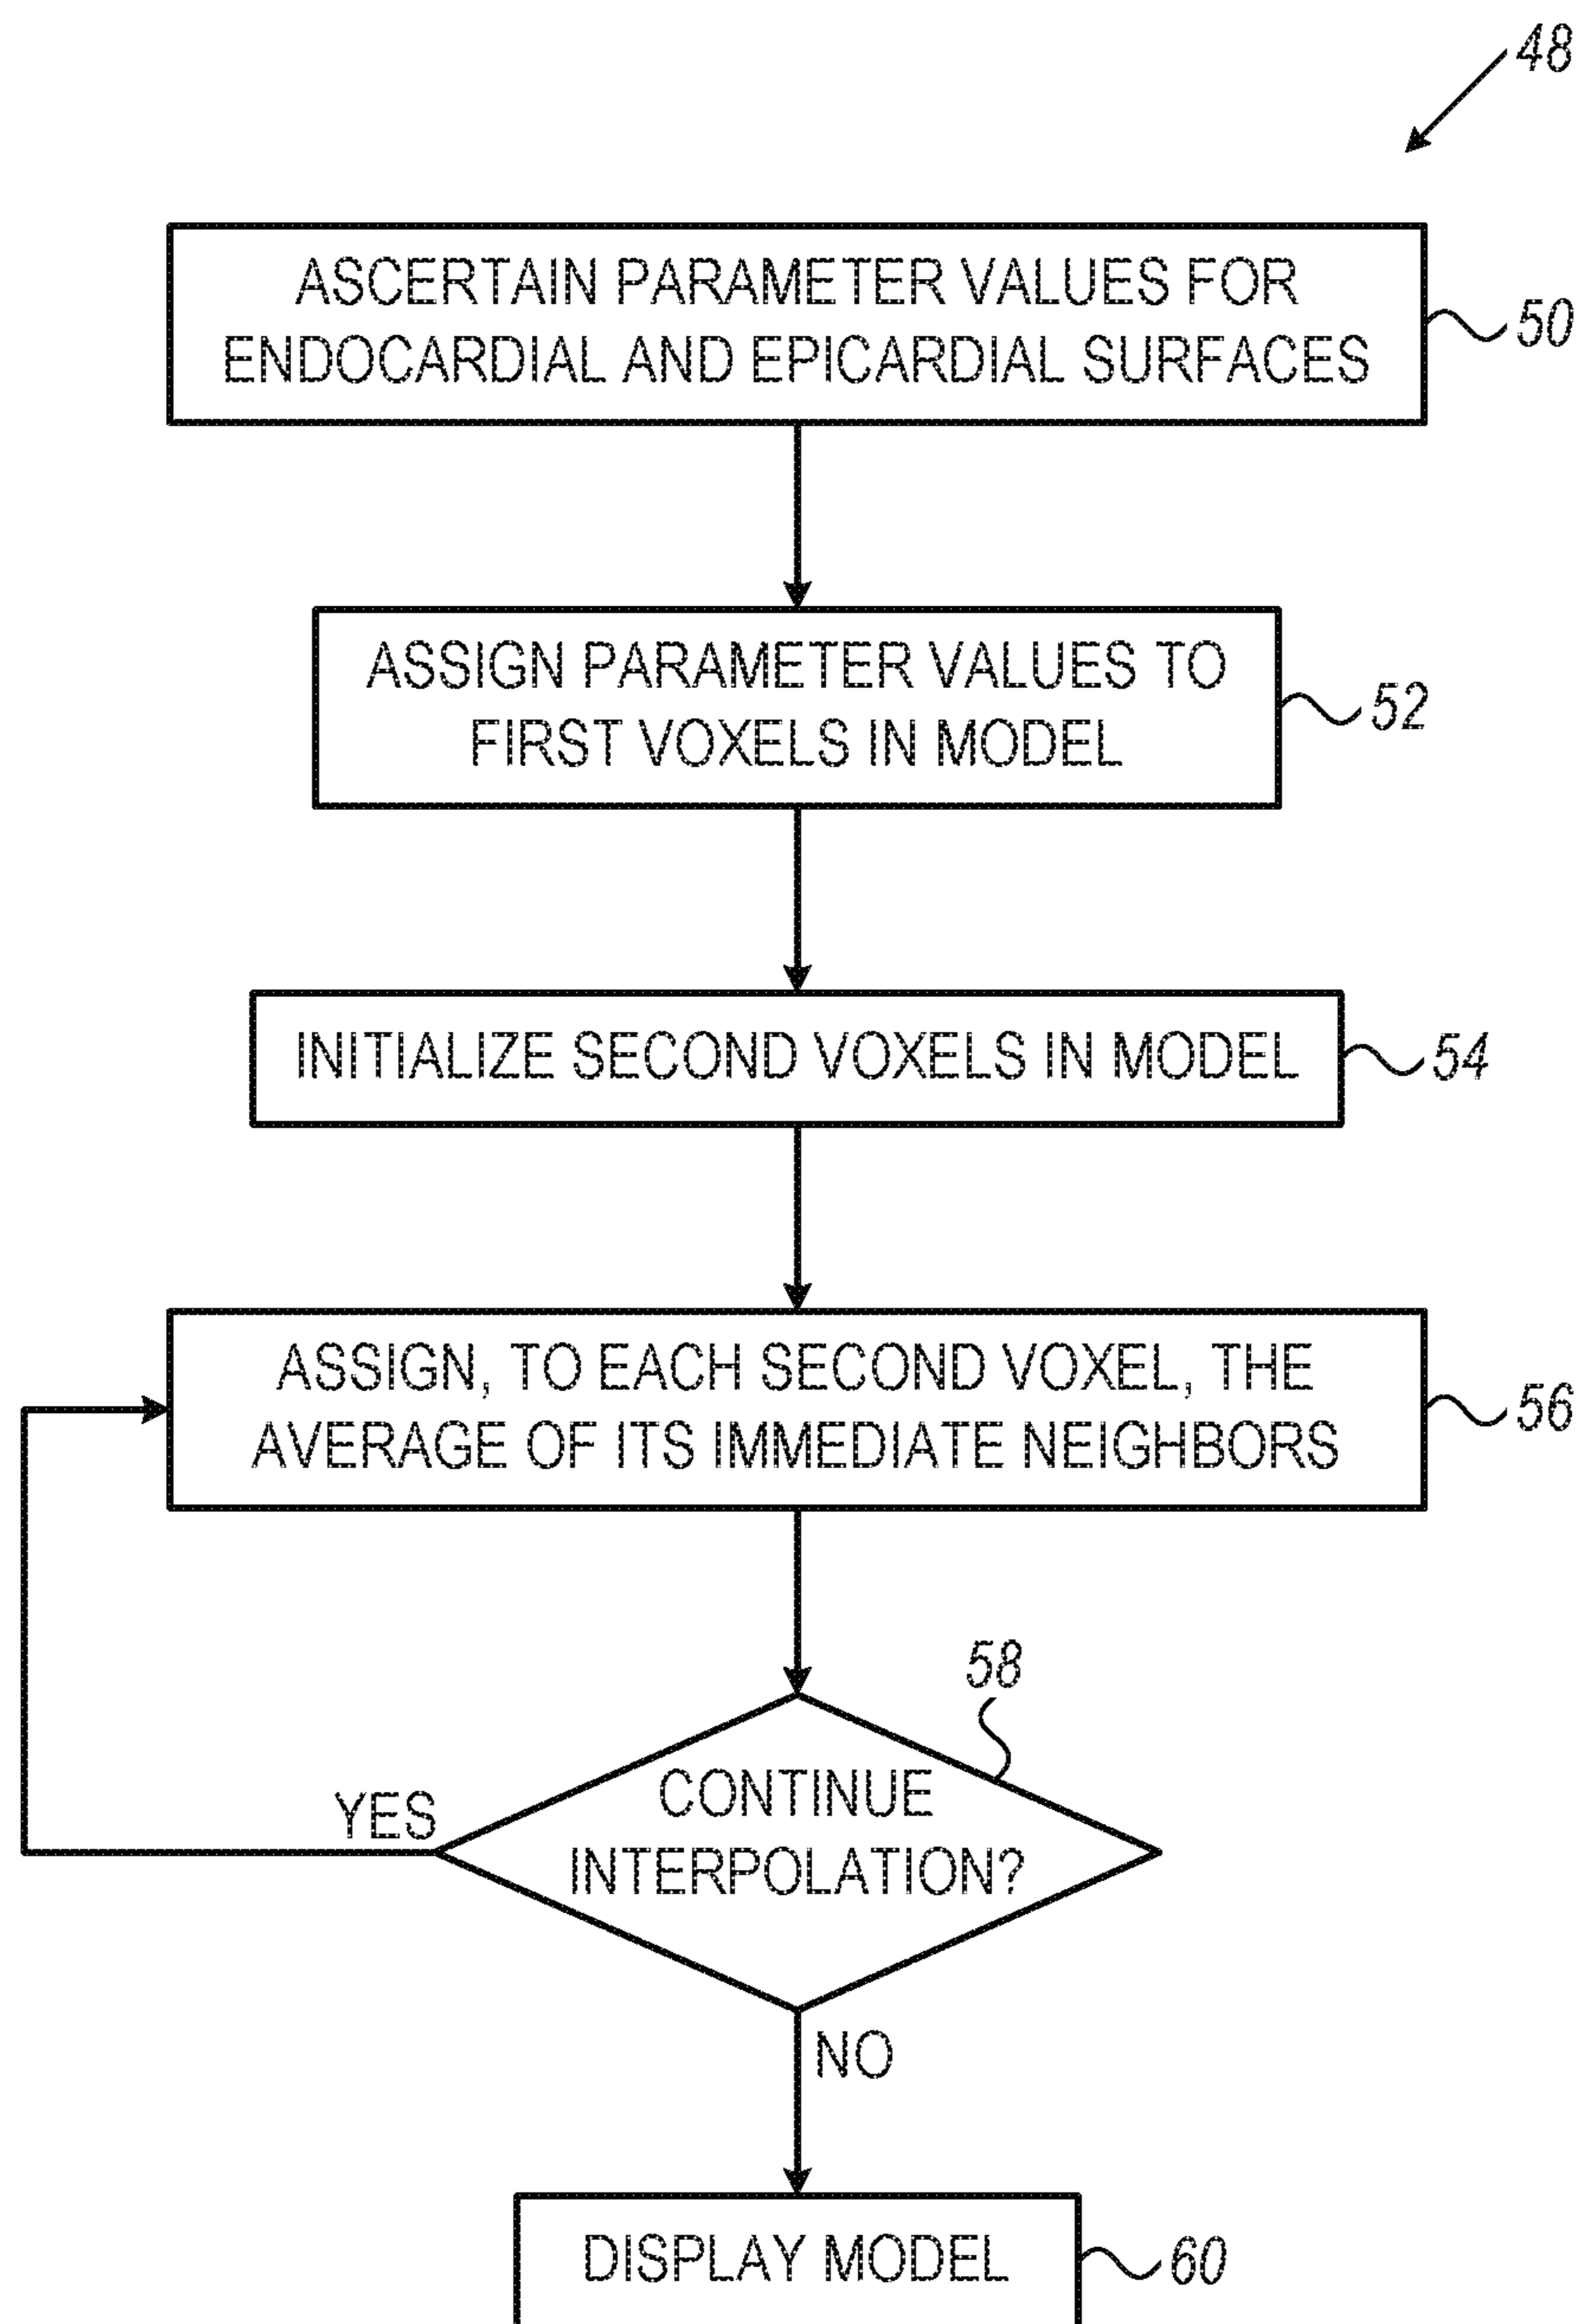 48
ASCERTAIN PARAMETER VALUES FOR
ENDOCARDIAL AND EPICARDIAL SURFACES
50
ASSIGN PARAMETER VALUES TO
FIRST VOXELS IN MODEL
52
INITIALIZE SECOND VOXELS IN MODEL
54
ASSIGN, TO EACH SECOND VOXEL, THE
AVERAGE OF ITS IMMEDIATE NEIGHBORS
56
58
CONTINUE
INTERPOLATION?
YES
NO
DISPLAY MODEL
60